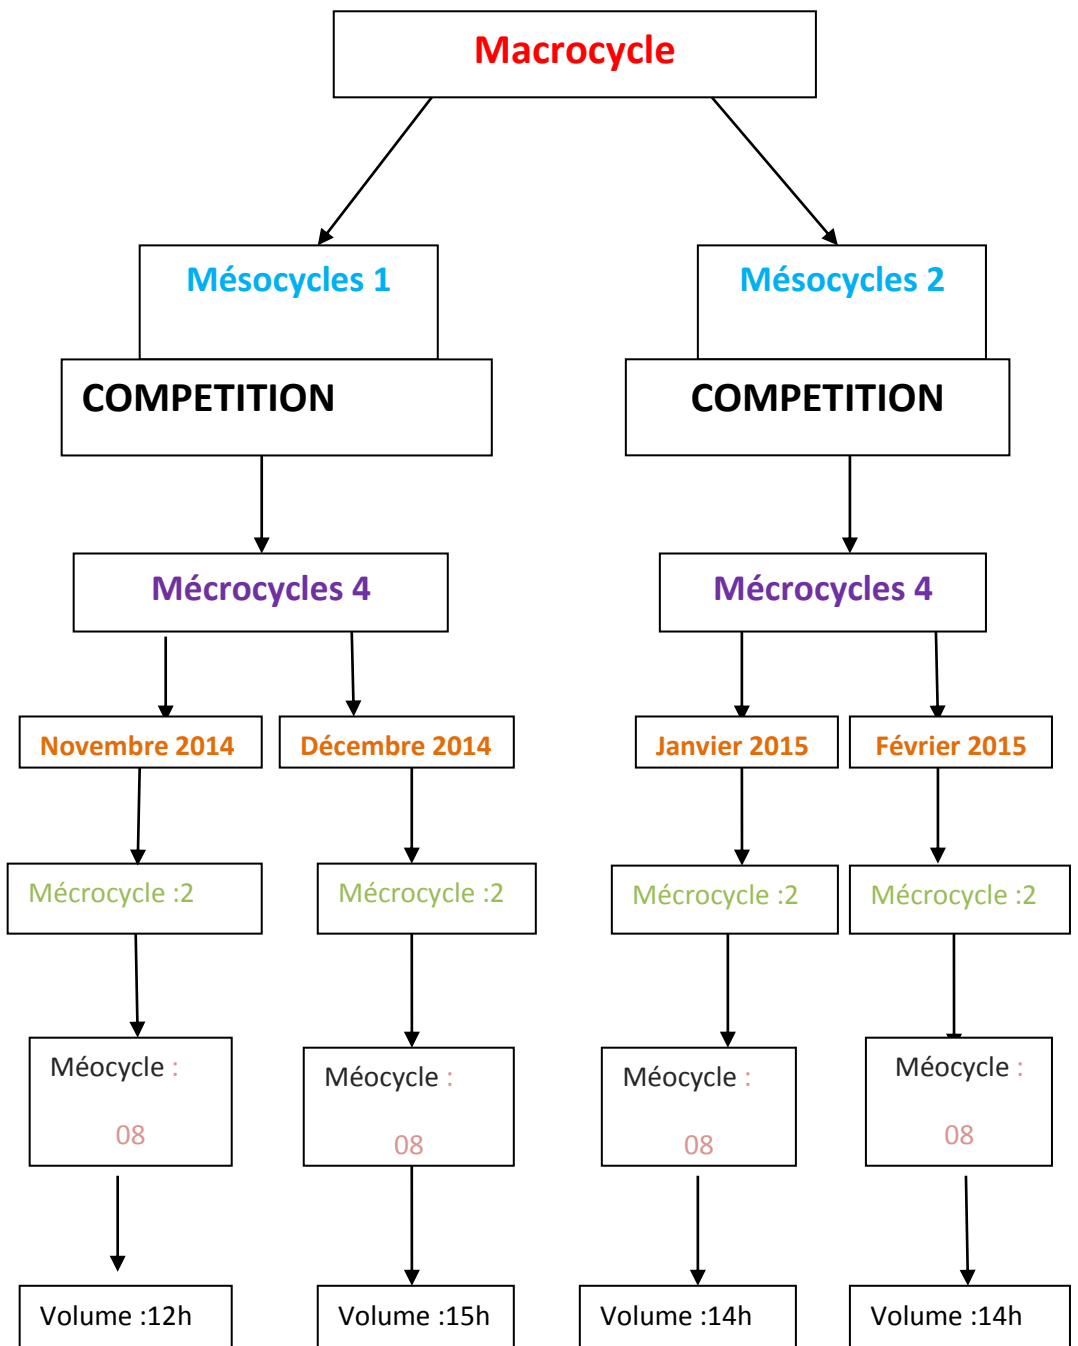 Macrocycle
Mésocycles 1
Mésocycles 2
COMPETITION
COMPETITION
Mécrocycles 4
Mécrocycles 4
Novembre 2014
Décembre 2014
Janvier 2015
Février 2015
Mécrocycle :2
Mécrocycle :2
Mécrocycle :2
Mécrocycle :2
Méocycle :
08
Méocycle :
08
Méocycle :
08
Méocycle :
08
Volume :12h
Volume :15h
Volume :14h
Volume :14h